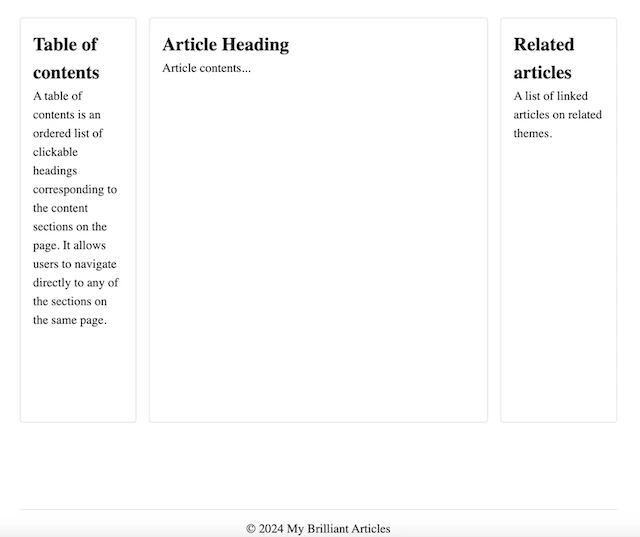 Table of
contents
A table of
contents is an
ordered list of
clickable
headings
corresponding to
the content
sections on the
page. It allows
users to navigate
directly to any of
the sections on
the same page.
Article Heading
Article contents...
Related
articles
A list of linked
articles on related
themes.
© 2024 My Brilliant Articles